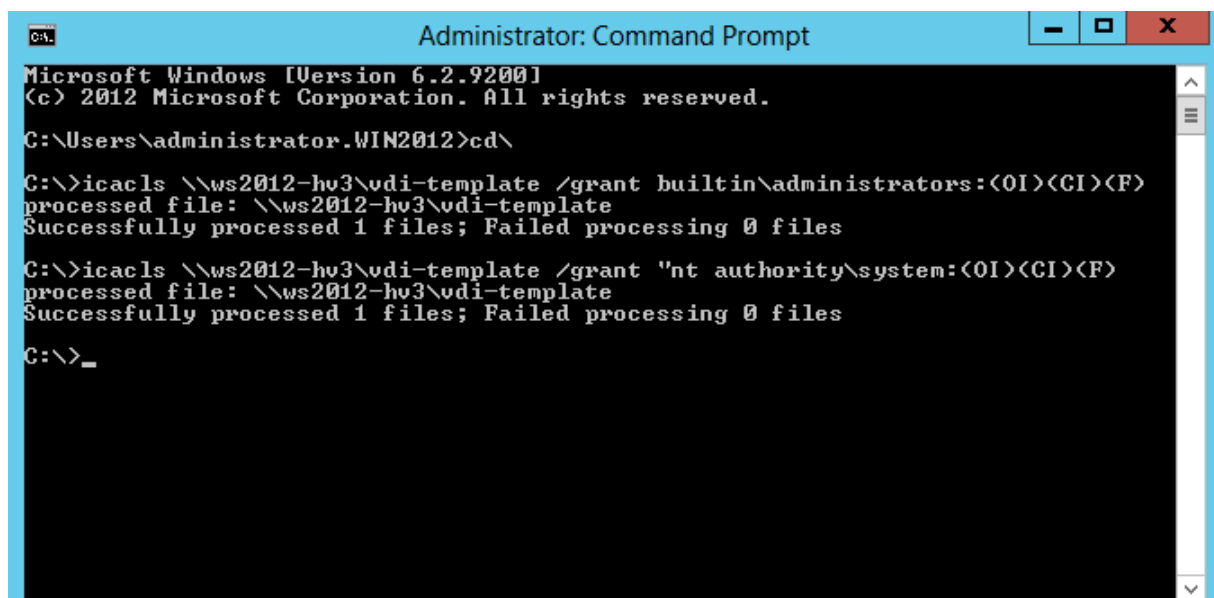 Administrator: Command Prompt
Microsoft Windows [Version 6.2.9200]
(c) 2012 Microsoft Corporation. All rights reserved.
C:\Users\administrator.WIN2012>cd\
C:\>icacls \\ws2012-hv3\vdi-template /grant builtin\administrators:(OI)(CI)(F)
processed file: \\ws2012-hv3\vdi-template
Successfully processed 1 files; Failed processing 0 files
C:\>icacls \\ws2012-hv3\vdi-template /grant "nt authority\system:(OI)(CI)(F)
processed file: \\ws2012-hv3\vdi-template
Successfully processed 1 files; Failed processing 0 files
C:\>_